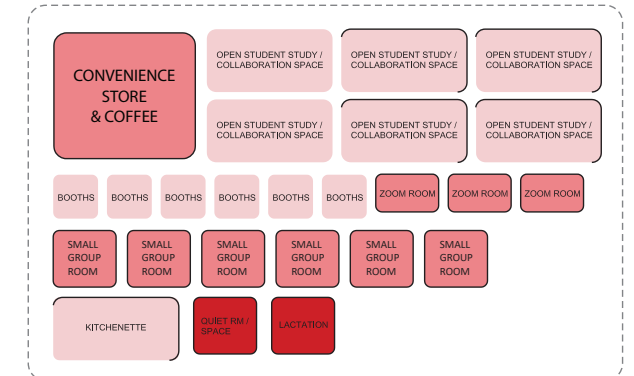 CONVENIENCE
STORE
& COFFEE
OPEN STUDENT STUDY /
COLLABORATION SPACE
OPEN STUDENT STUDY /
COLLABORATION SPACE
OPEN STUDENT STUDY /
COLLABORATION SPACE
OPEN STUDENT STUDY /
COLLABORATION SPACE
OPEN STUDENT STUDY /
COLLABORATION SPACE
OPEN STUDENT STUDY /
COLLABORATION SPACE
BOOTHS
BOOTHS
BOOTHS
BOOTHS
BOOTHS
BOOTHS
ZOOM ROOM
ZOOM ROOM
ZOOM ROOM
SMALL
GROUP
ROOM
SMALL
GROUP
ROOM
SMALL
GROUP
ROOM
SMALL
GROUP
ROOM
SMALL
GROUP
ROOM
SMALL
GROUP
ROOM
KITCHENETTE
QUIET RM /
SPACE
LACTATION